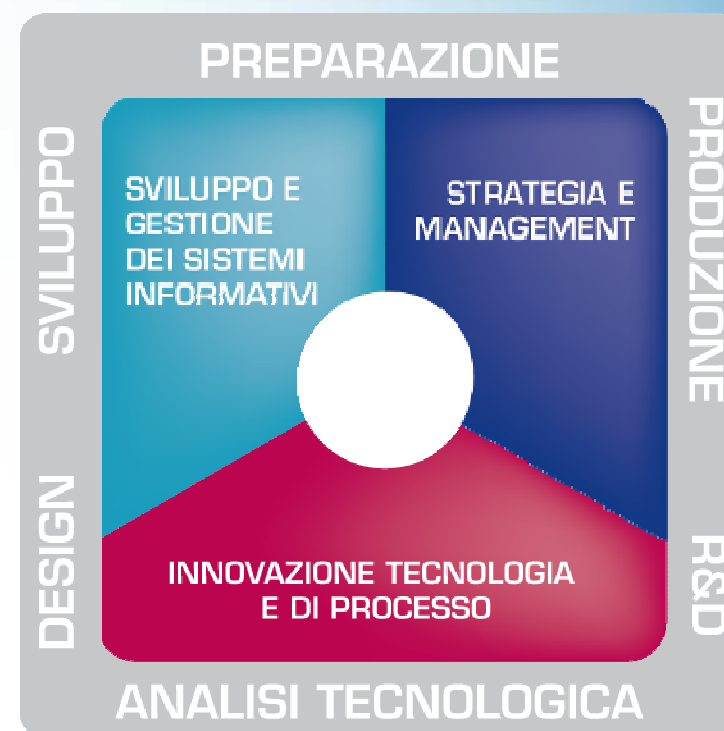 PREPARAZIONE
SVILUPPO
PRODUZIONE
SVILUPPO E
GESTIONE
DEI SISTEMI
INFORMATIVI
STRATEGIA E
MANAGEMENT
DESIGN
R&D
INNOVAZIONE TECNOLOGIA
E DI PROCESSO
ANALISI TECNOLOGICA